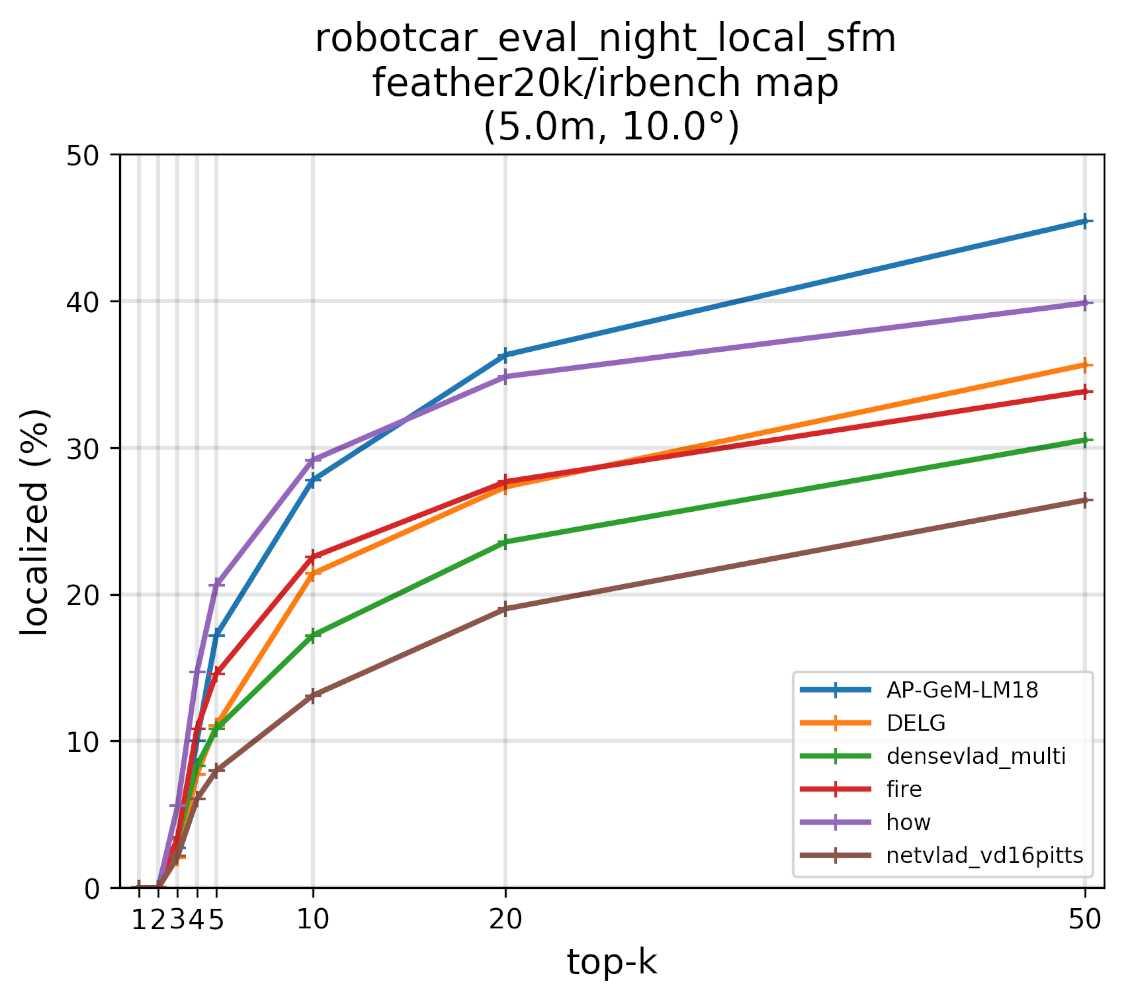 robotcar_eval_night_local_sfm
feather20k/irbench map
(5.0m, 10.0°)
50
40
30
20
10
0
localized (%)
AP-GeM-LM18
DELG
densevlad_multi
fire
how
netvlad_vd16pitts
1 2 3 4 5 10 20 50
top-k